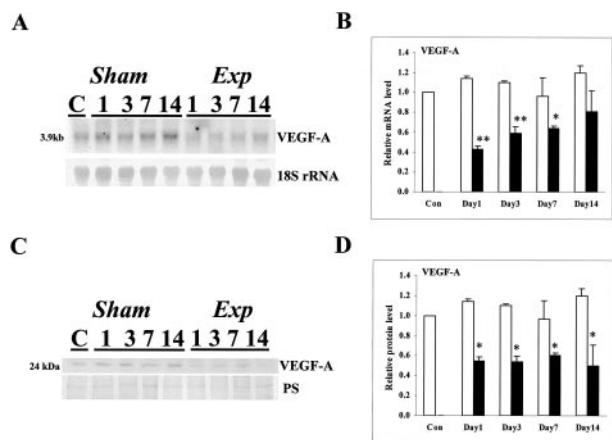 A
Sham Exp
C 1 3 7 14 1 3 7 14
3.9kb VEGF-A
18S rRNA
B
VEGF-A
Relative mRNA level
1.4
1.2
1.0
0.8
0.6
0.4
0.2
0.0
** ** *
Con Day1 Day3 Day7 Day14
C
Sham Exp
C 1 3 7 14 1 3 7 14
24 kDa VEGF-A
PS
D
VEGF-A
Relative protein level
1.4
1.2
1.0
0.8
0.6
0.4
0.2
0.0
* * * *
Con Day1 Day3 Day7 Day14